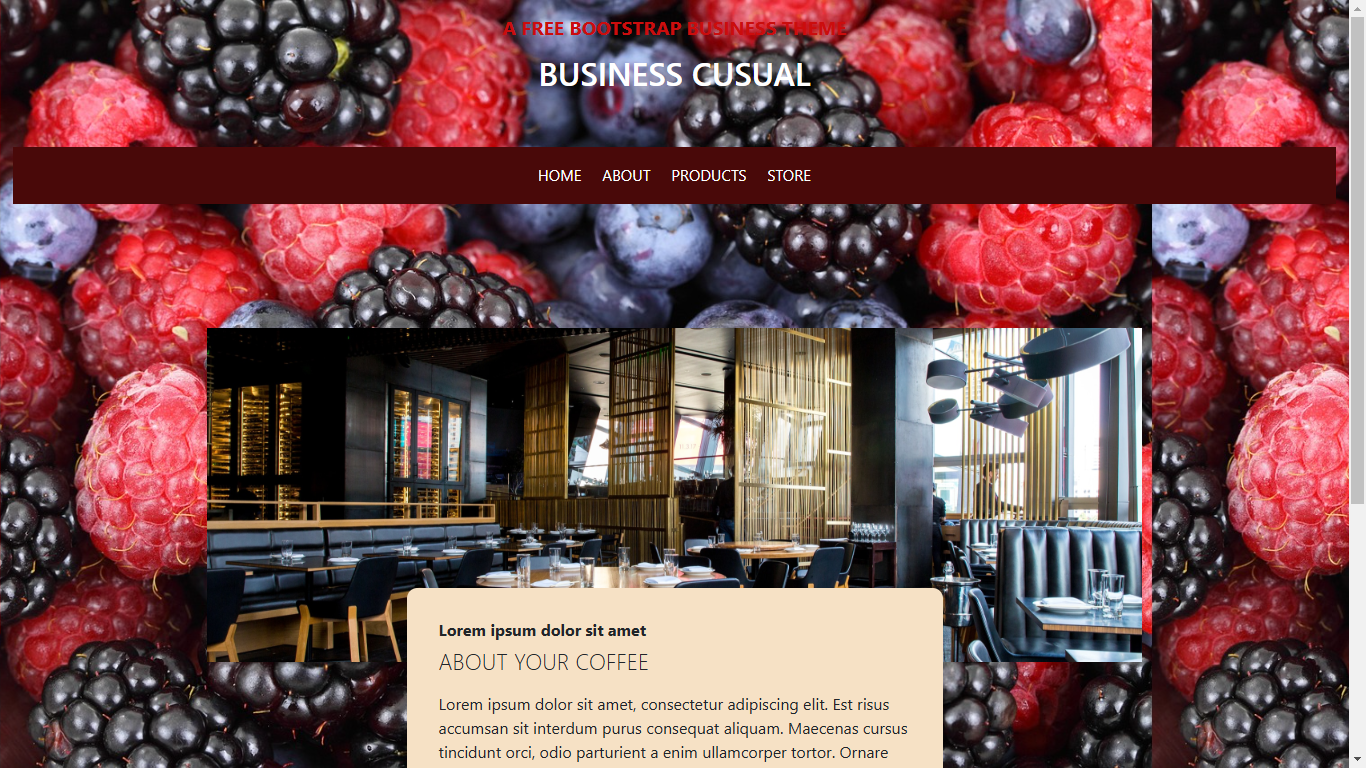 A FREE BOOTSTRAP BUSINESS THEME
BUSINESS CUSUAL
HOME ABOUT PRODUCTS STORE
Lorem ipsum dolor sit amet
ABOUT YOUR COFFEE
Lorem ipsum dolor sit amet, consectetur adipiscing elit. Est risus
accumsan sit interdum purus consequat aliquam. Maecenas cursus
tincidunt orci, odio parturient a enim ullamcorper tortor. Ornare